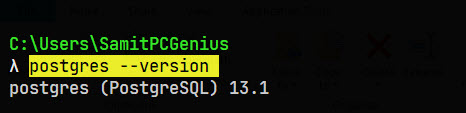 C:\Users\SamitPCGenius
λ postgres --version
postgres (PostgreSQL) 13.1